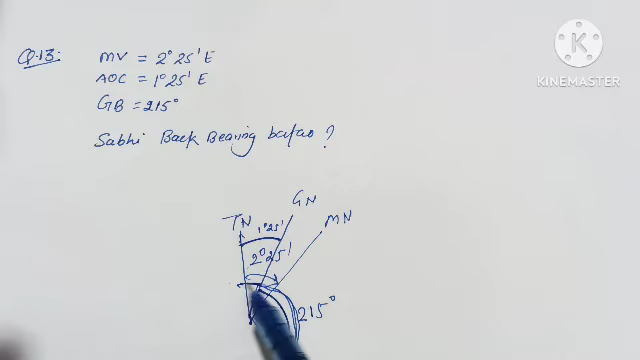 Q.13:
MV = 2° 25' E
AOC = 1° 25' E
GB = 215°
Sabhi Back Bearing batao ?
TN 1° 25' GN MN
2° 25'
215°
K
KINEMASTER